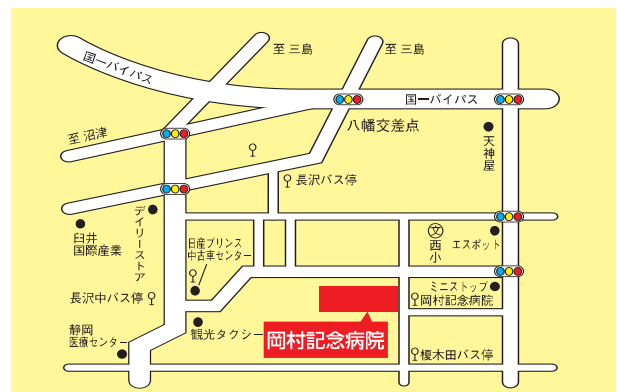 至 三島
至 三島
国一バイパス
国一バイパス
八幡交差点
至 沼津
天神屋
長沢バス停
デイリーストア
臼井
国際産業
日産プリンス
中古車センター
文
西小
エスポット
長沢中バス停
ミニストップ
岡村記念病院
静岡
医療センター
観光タクシー
岡村記念病院
榎木田バス停